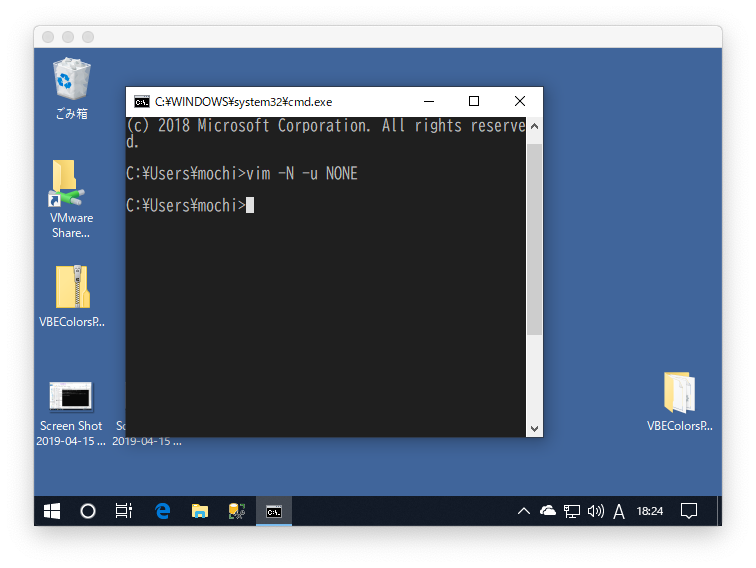 ごみ箱
C:¥WINDOWS¥system32¥cmd.exe
(c) 2018 Microsoft Corporation. All rights reserve
d.
C:¥Users¥mochi>vim -N -u NONE
C:¥Users¥mochi>
VMware
Share...
VBEColorsP...
Screen Shot
2019-04-15 ...
Sc
2019-04-15 ...
VBEColorsP...
C:\.
A
18:24